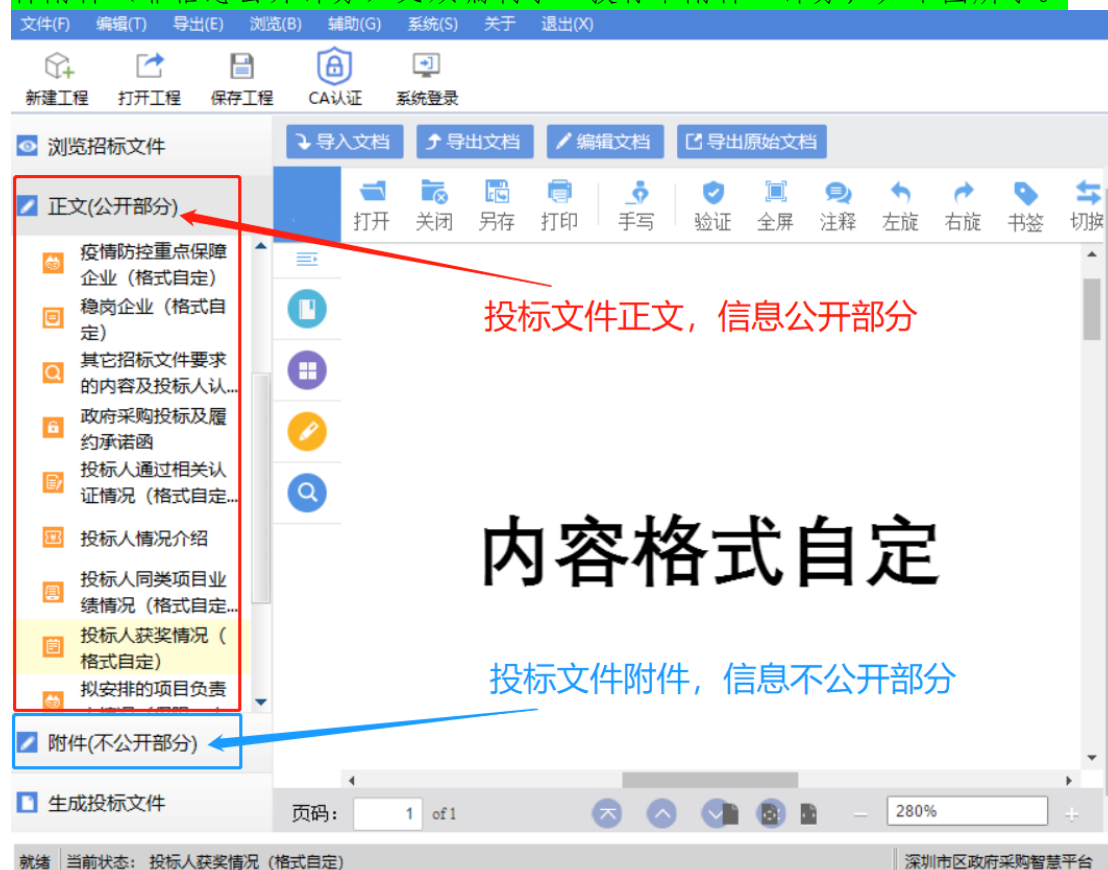 文件(F) 编辑(T) 导出(E) 浏览(B) 辅助(G) 系统(S) 关于 退出(X)
新建工程 打开工程 保存工程 CA认证 系统登录
浏览招标文件
导入文档 导出文档 编辑文档 导出原始文档
正文(公开部分)
打开 关闭 另存 打印 手写 验证 全屏 注释 左旋 右旋 书签 切换
疫情防控重点保障
企业（格式自定）
稳岗企业（格式自
定）
其它招标文件要求
的内容及投标人认...
政府采购投标及履
约承诺函
投标人通过相关认
证情况（格式自定...
投标人情况介绍
投标人同类项目业
绩情况（格式自定...
投标人获奖情况（
格式自定）
拟安排的项目负责
投标文件正文，信息公开部分
内容格式自定
投标文件附件，信息不公开部分
附件(不公开部分)
生成投标文件
页码: 1 of 1 280%
就绪 当前状态: 投标人获奖情况（格式自定） 深圳市区政府采购智慧平台